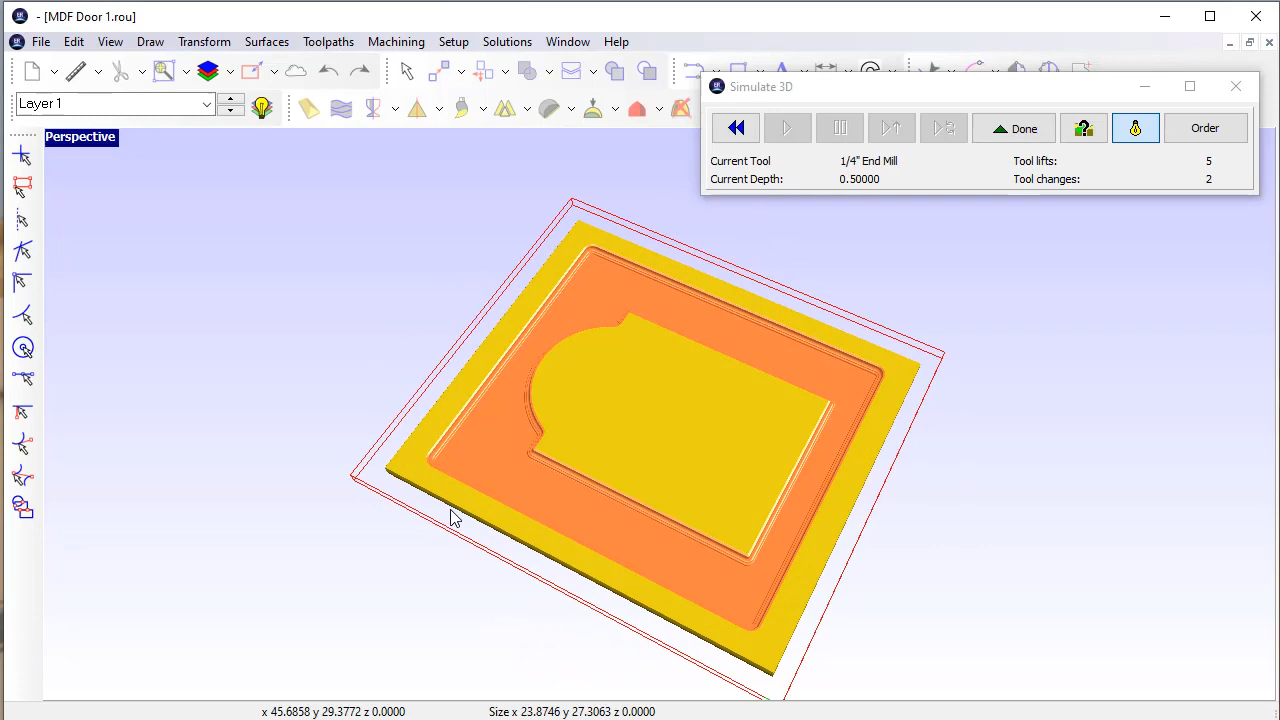 - [MDF Door 1.rou]
File Edit View Draw Transform Surfaces Toolpaths Machining Setup Solutions Window Help
Simulate 3D
Layer 1
Done
Order
Perspective
Current Tool 1/4" End Mill Tool lifts: 5
Current Depth: 0.50000 Tool changes: 2
x 45.6858 y 29.3772 z 0.0000 Size x 23.8746 y 27.3063 z 0.0000